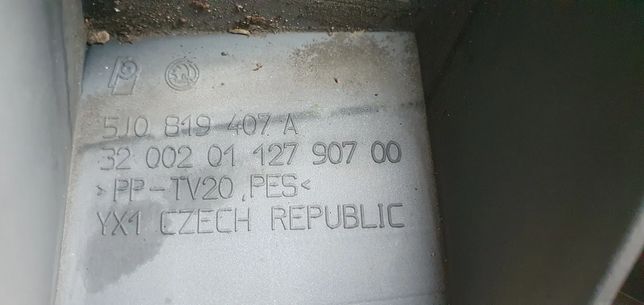 5J0 819 407 A
32 002 01 127 907 00
>PP-TV20,PES<
YX1 CZECH REPUBLIC